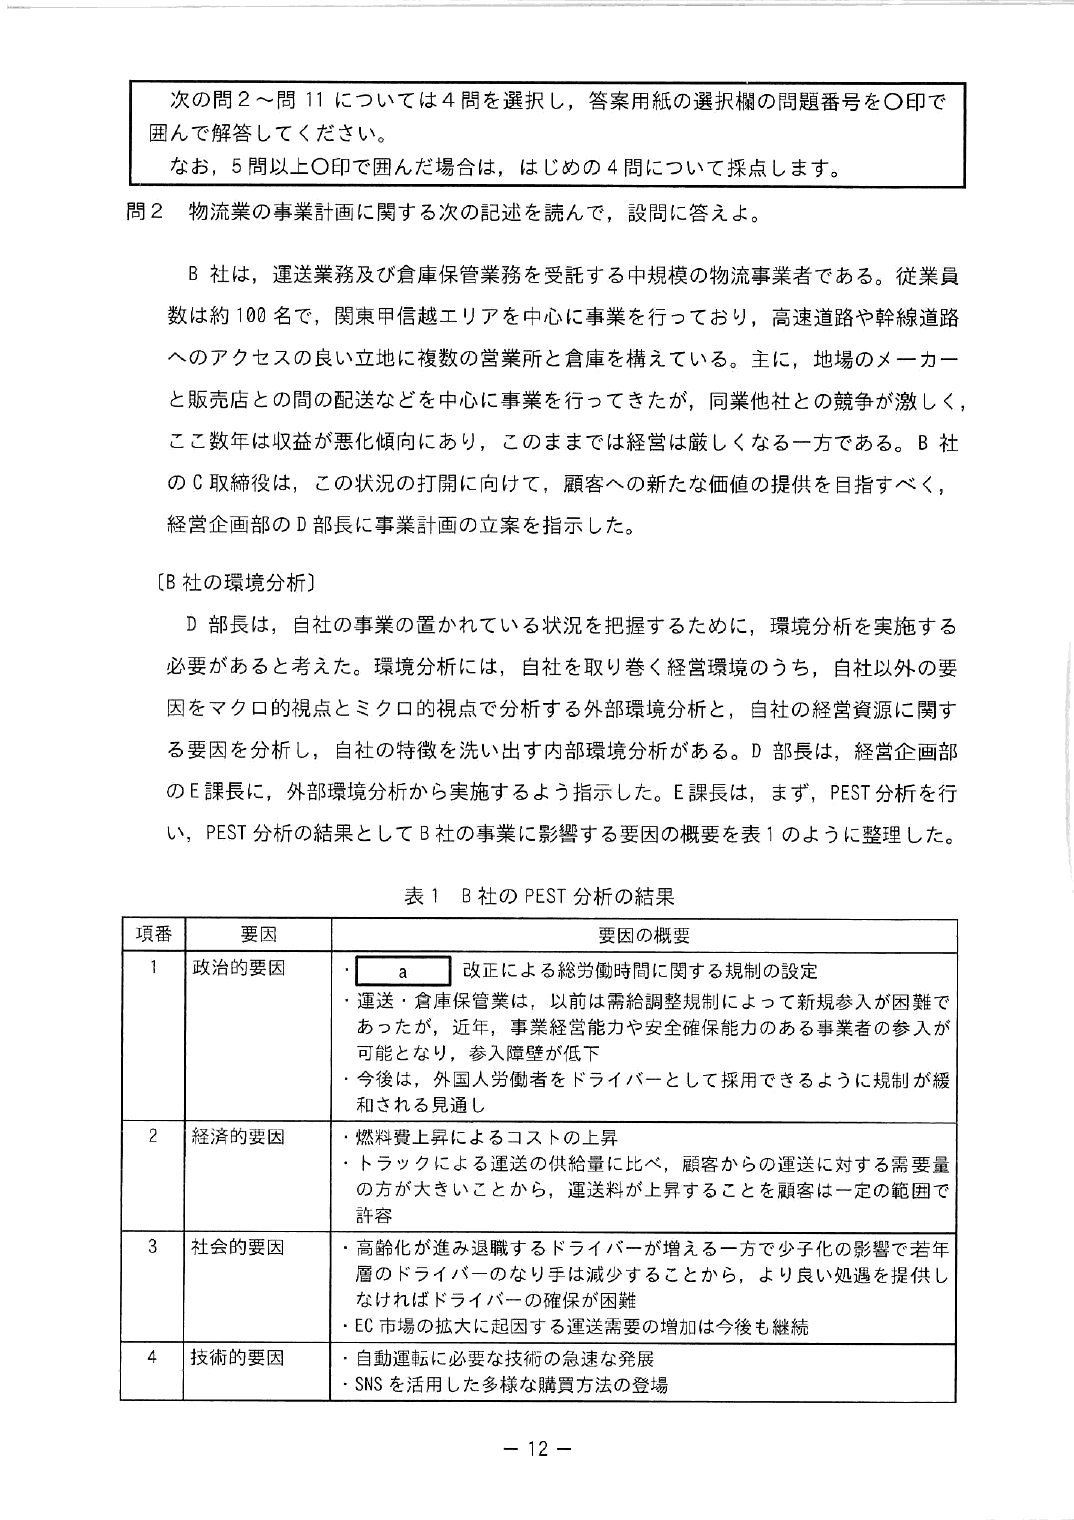 次の問２～問 11 については４問を選択し，答案用紙の選択欄の問題番号を〇印で
囲んで解答してください。
なお，５問以上〇印で囲んだ場合は，はじめの４問について採点します。
問２　物流業の事業計画に関する次の記述を読んで，設問に答えよ。
B 社は，運送業務及び倉庫保管業務を受託する中規模の物流事業者である。従業員
数は約 100 名で，関東甲信越エリアを中心に事業を行っており，高速道路や幹線道路
へのアクセスの良い立地に複数の営業所と倉庫を構えている。主に，地場のメーカー
と販売店との間の配送などを中心に事業を行ってきたが，同業他社との競争が激しく，
ここ数年は収益が悪化傾向にあり，このままでは経営は厳しくなる一方である。B 社
の C 取締役は，この状況の打開に向けて，顧客への新たな価値の提供を目指すべく，
経営企画部の D 部長に事業計画の立案を指示した。
〔B 社の環境分析〕
D 部長は，自社の事業の置かれている状況を把握するために，環境分析を実施する
必要があると考えた。環境分析には，自社を取り巻く経営環境のうち，自社以外の要
因をマクロ的視点とミクロ的視点で分析する外部環境分析と，自社の経営資源に関す
る要因を分析し，自社の特徴を洗い出す内部環境分析がある。D 部長は，経営企画部
の E 課長に，外部環境分析から実施するよう指示した。E 課長は，まず，PEST 分析を行
い，PEST 分析の結果として B 社の事業に影響する要因の概要を表 1 のように整理した。
表 1　B 社の PEST 分析の結果
項番　要因　要因の概要
1　政治的要因　・ a 改正による総労働時間に関する規制の設定
・運送・倉庫保管業は，以前は需給調整規制によって新規参入が困難で
あったが，近年，事業経営能力や安全確保能力のある事業者の参入が
可能となり，参入障壁が低下
・今後は，外国人労働者をドライバーとして採用できるように規制が緩
和される見通し
2　経済的要因　・燃料費上昇によるコストの上昇
・トラックによる運送の供給量に比べ，顧客からの運送に対する需要量
の方が大きいことから，運送料が上昇することを顧客は一定の範囲で
許容
3　社会的要因　・高齢化が進み退職するドライバーが増える一方で少子化の影響で若年
層のドライバーのなり手は減少することから，より良い処遇を提供し
なければドライバーの確保が困難
・EC 市場の拡大に起因する運送需要の増加は今後も継続
4　技術的要因　・自動運転に必要な技術の急速な発展
・SNS を活用した多様な購買方法の登場
－ 12 －